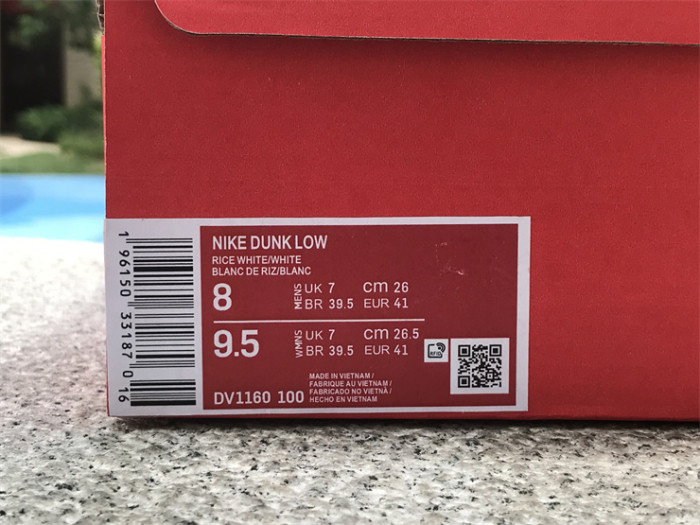 NIKE DUNK LOW
RICE WHITE/WHITE
BLANC DE RIZ/BLANC
8 MENS UK 7 cm 26
BR 39.5 EUR 41
9.5 WMNS UK 7 cm 26.5
BR 39.5 EUR 41
MADE IN VIETNAM /
FABRIQUE AU VIETNAM /
FABRICADO NO VIETNÃ /
HECHO EN VIETNAM
DV1160 100
RFID
1 96150 33187 016